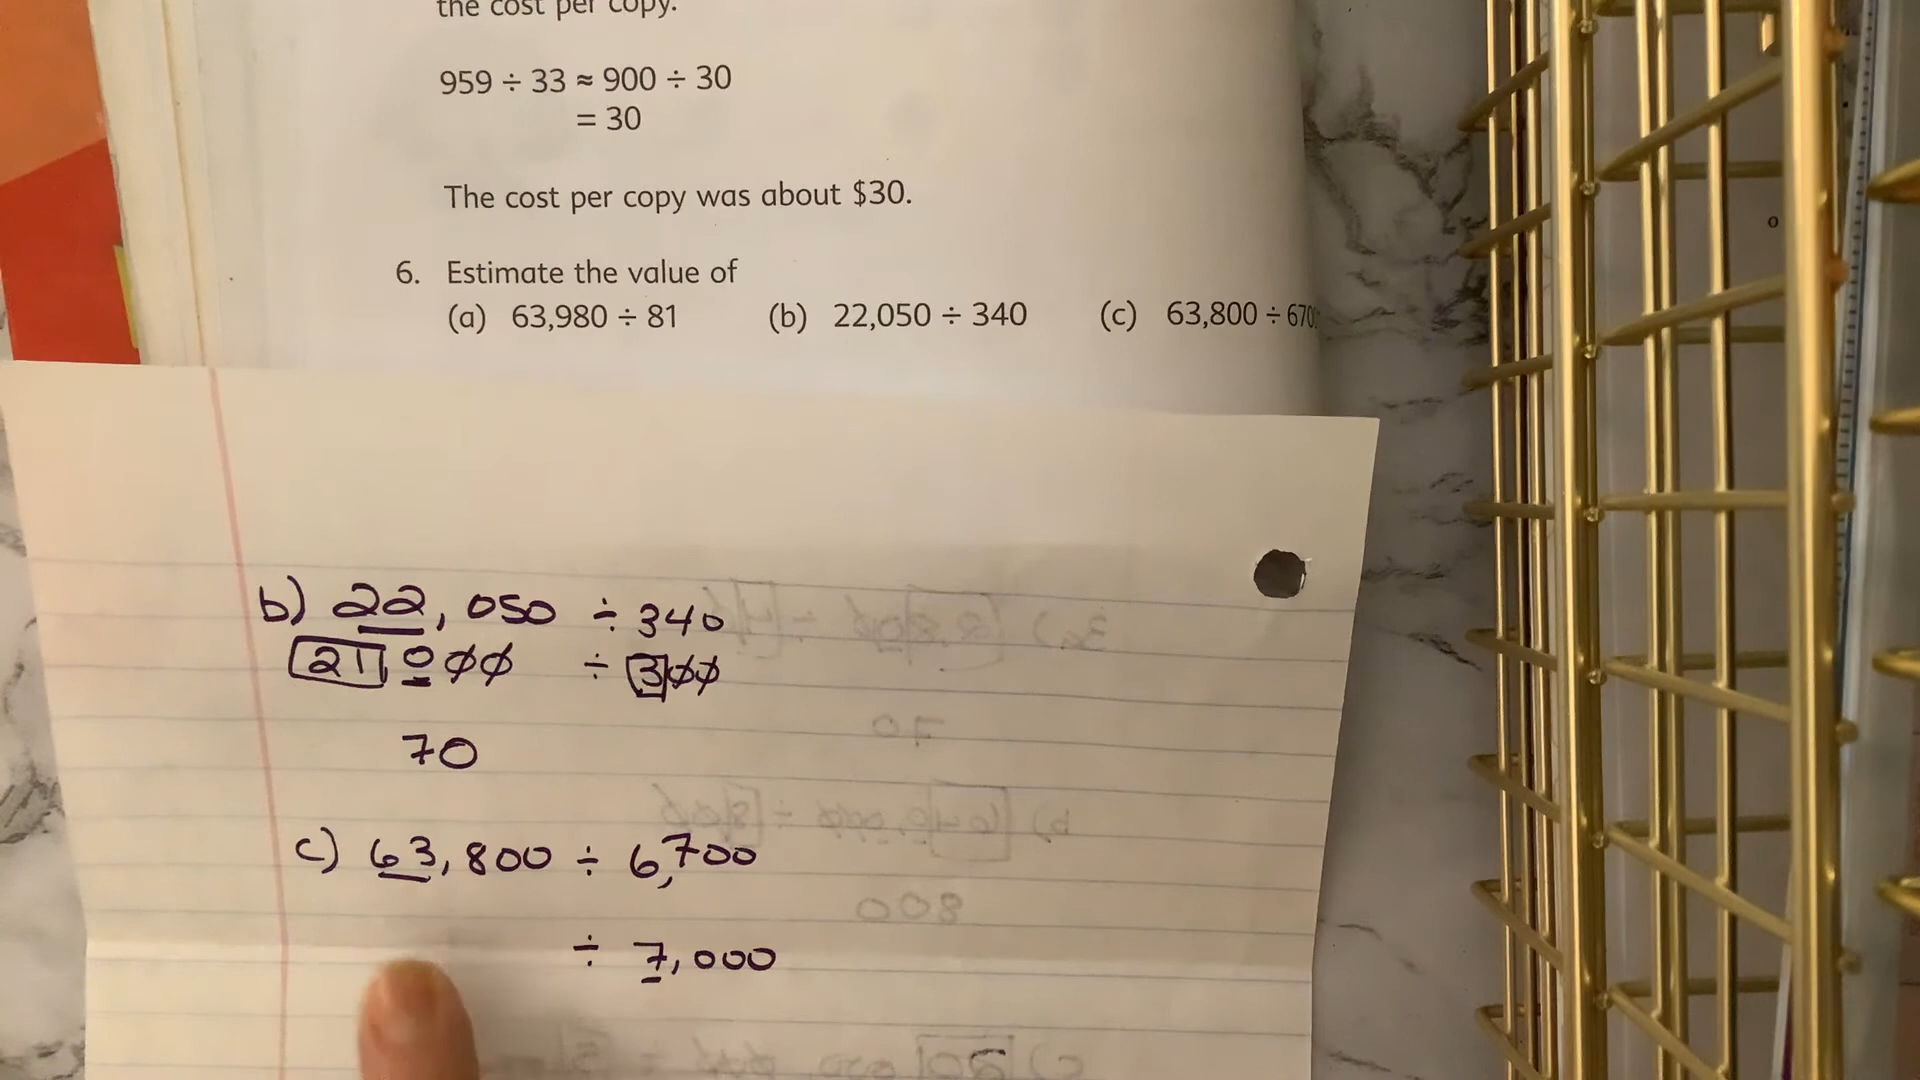 the cost per copy.
959 ÷ 33 ≈ 900 ÷ 30
= 30
The cost per copy was about $30.
6. Estimate the value of
(a) 63,980 ÷ 81 (b) 22,050 ÷ 340 (c) 63,800 ÷ 670
b) 22,050 ÷ 340
21,000 ÷ 300
70
c) 63,800 ÷ 6,700
÷ 7,000